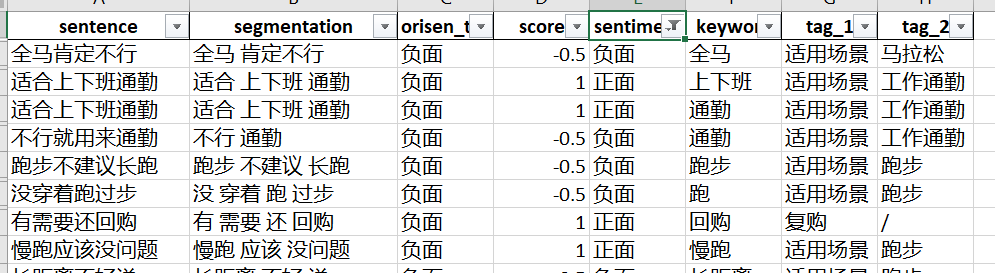 sentence segmentation orisen_t score sentime keywor tag_1 tag_2
全马肯定不行 全马 肯定不行 负面 -0.5 负面 全马 适用场景 马拉松
适合上下班通勤 适合 上下班 通勤 负面 1 正面 上下班 适用场景 工作通勤
适合上下班通勤 适合 上下班 通勤 负面 1 正面 通勤 适用场景 工作通勤
不行就用来通勤 不行 通勤 负面 -0.5 负面 通勤 适用场景 工作通勤
跑步不建议长跑 跑步 不建议 长跑 负面 -0.5 负面 跑步 适用场景 跑步
没穿着跑过步 没 穿着 跑 过步 负面 -0.5 负面 跑 适用场景 跑步
有需要还回购 有 需要 还 回购 负面 1 正面 回购 复购 /
慢跑应该没问题 慢跑 应该 没问题 负面 1 正面 慢跑 适用场景 跑步